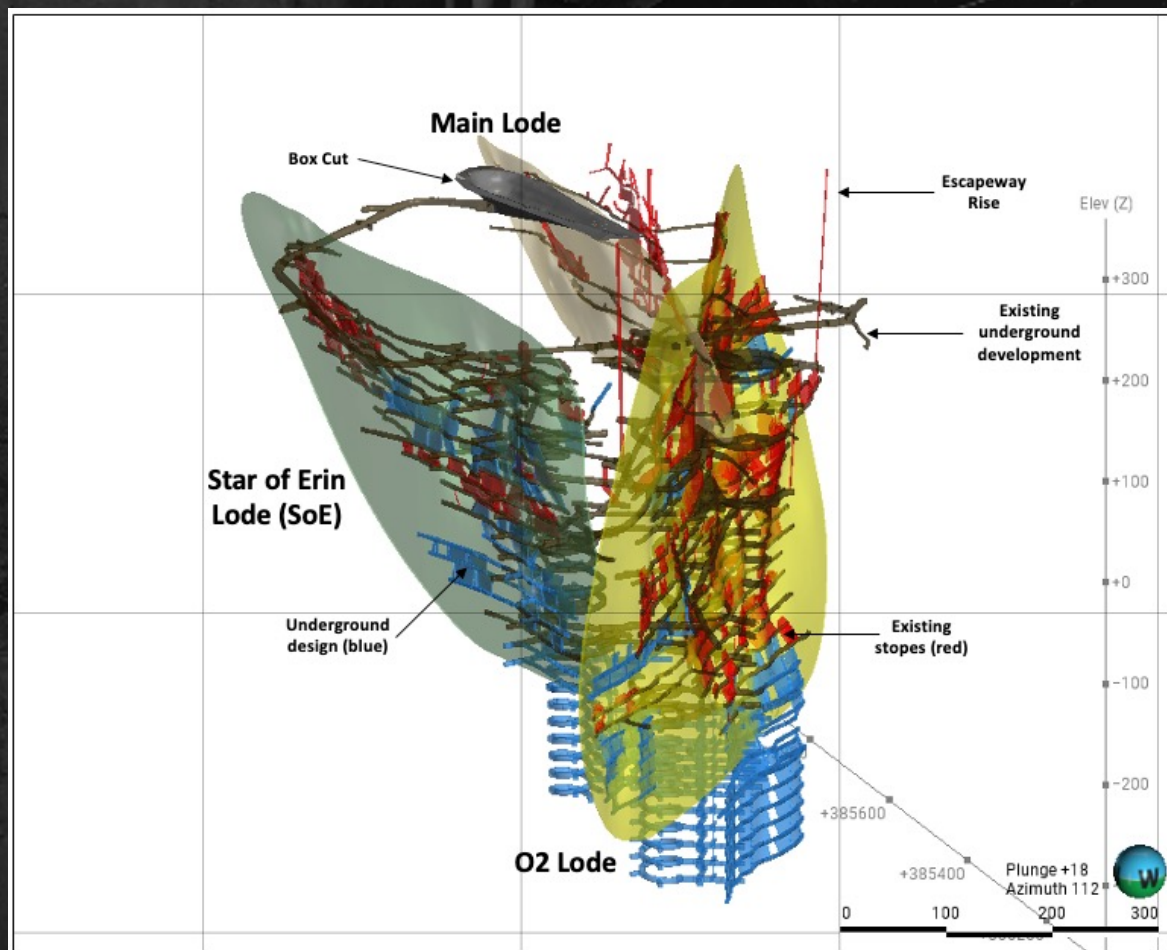 Main Lode
Box Cut
Escapeway
Rise
Elev (Z)
+300
Existing
underground
development
+200
Star of Erin
Lode (SoE)
+100
+0
Underground
design (blue)
Existing
stopes (red)
−100
−200
+385600
O2 Lode
+385400
Plunge +18
Azimuth 112
W
0
100
200
300